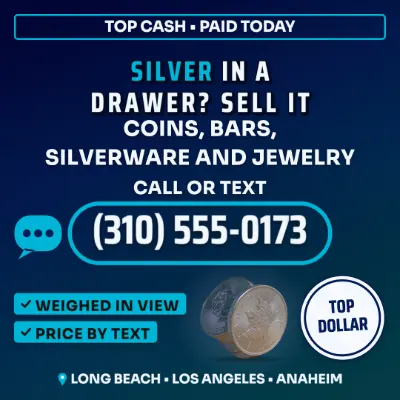 TOP CASH • PAID TODAY
SILVER IN A
DRAWER? SELL IT
COINS, BARS,
SILVERWARE AND JEWELRY
CALL OR TEXT
(310) 555-0173
WEIGHED IN VIEW
PRICE BY TEXT
TOP
DOLLAR
LONG BEACH • LOS ANGELES • ANAHEIM